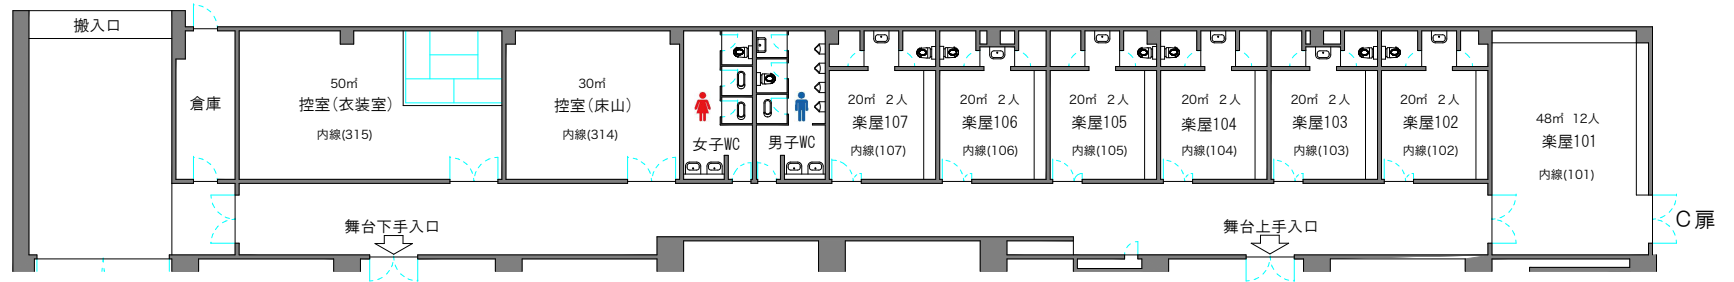 搬入口
倉庫
50㎡
控室(衣装室)
内線(315)
30㎡
控室(床山)
内線(314)
女子WC
男子WC
20㎡ 2人
楽屋107
内線(107)
20㎡ 2人
楽屋106
内線(106)
20㎡ 2人
楽屋105
内線(105)
20㎡ 2人
楽屋104
内線(104)
20㎡ 2人
楽屋103
内線(103)
20㎡ 2人
楽屋102
内線(102)
48㎡ 12人
楽屋101
内線(101)
C扉
舞台下手入口
舞台上手入口